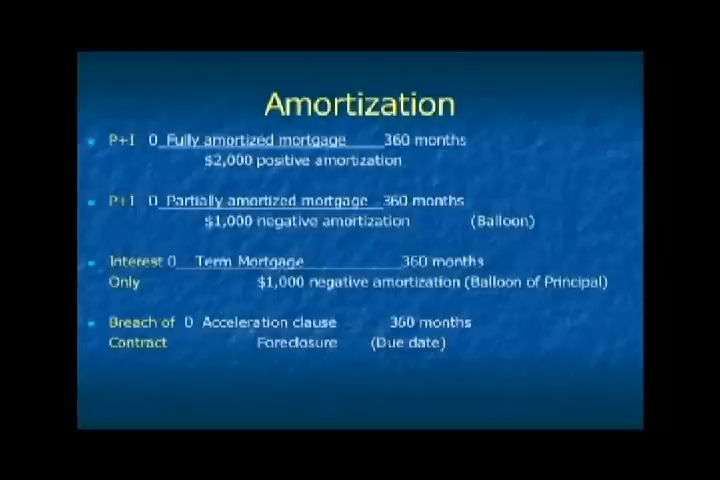 Amortization
P+I 0 Fully amortized mortgage 360 months
$2,000 positive amortization
P+I 0 Partially amortized mortgage 360 months
$1,000 negative amortization (Balloon)
Interest 0 Term Mortgage 360 months
Only $1,000 negative amortization (Balloon of Principal)
Breach of 0 Acceleration clause 360 months
Contract Foreclosure (Due date)